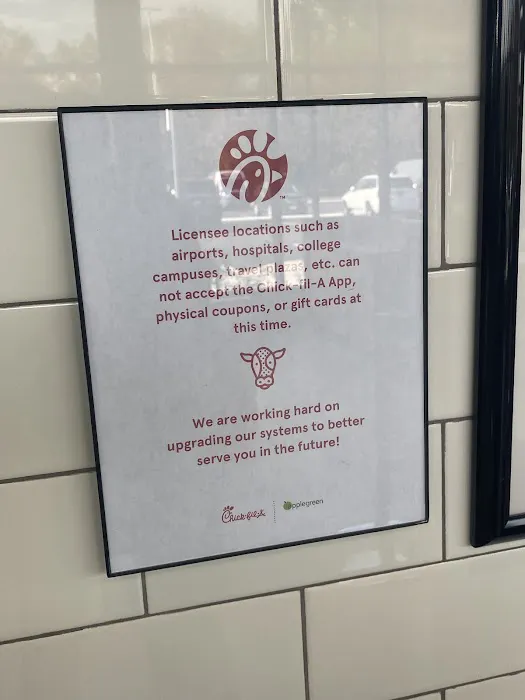 Licensee locations such as
airports, hospitals, college
campuses, travel plazas, etc. can
not accept the Chick-fil-A App,
physical coupons, or gift cards at
this time.
We are working hard on
upgrading our systems to better
serve you in the future!
Chick-fil-A applegreen